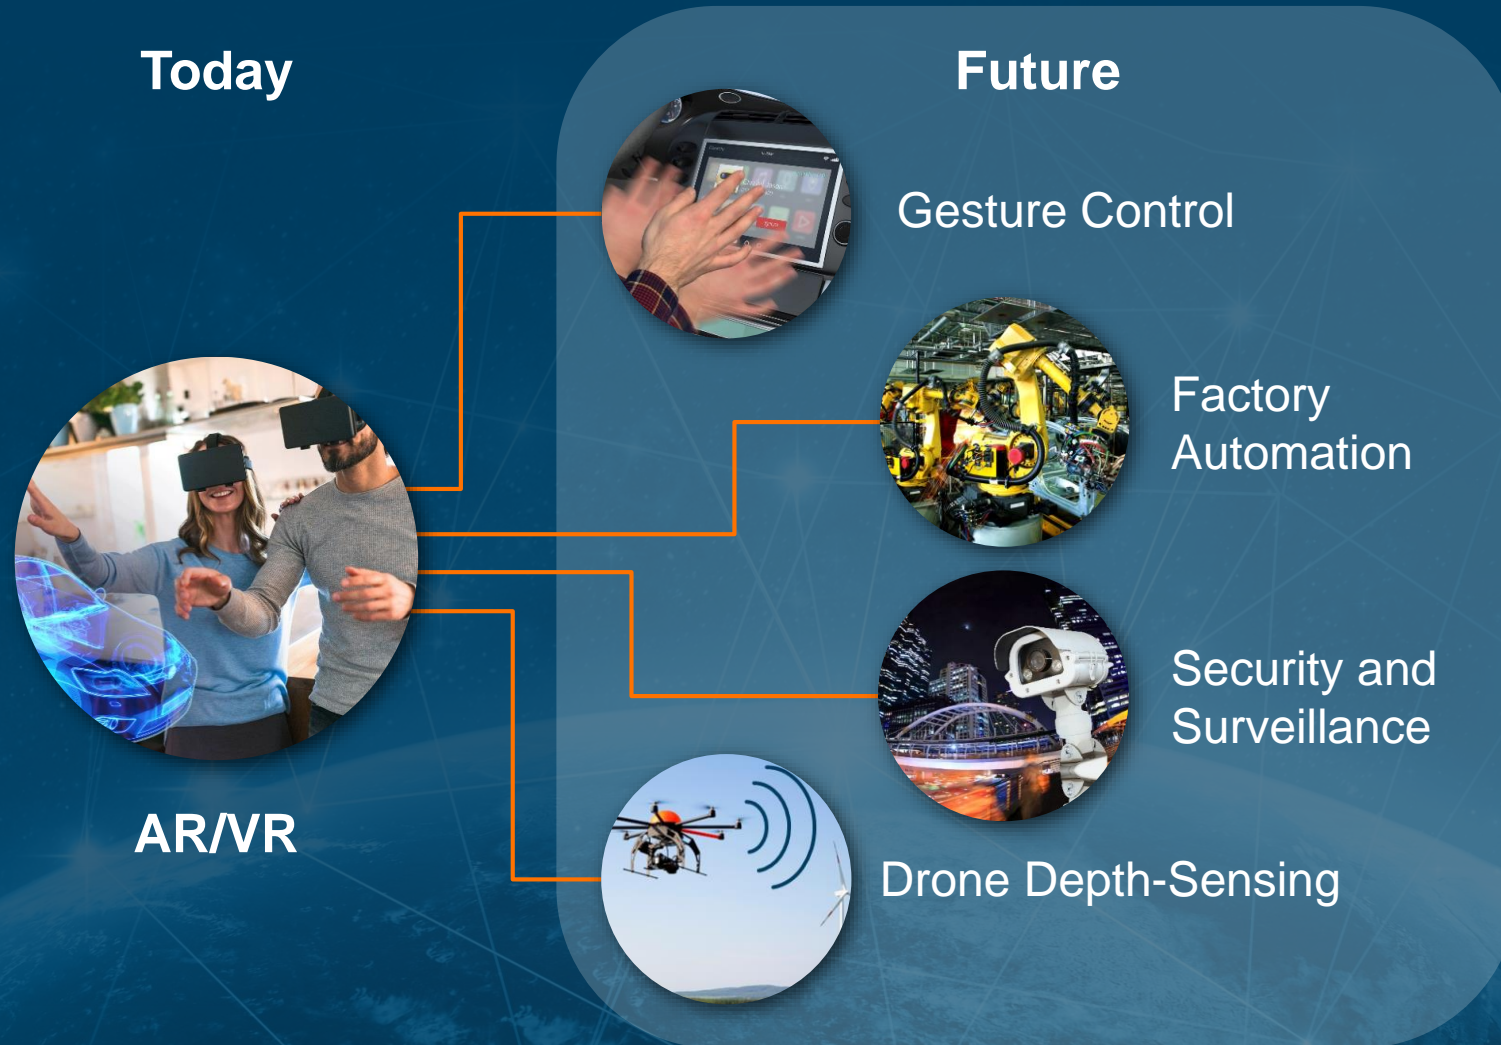 Today
Future
Gesture Control
Factory
Automation
Security and
Surveillance
AR/VR
Drone Depth-Sensing